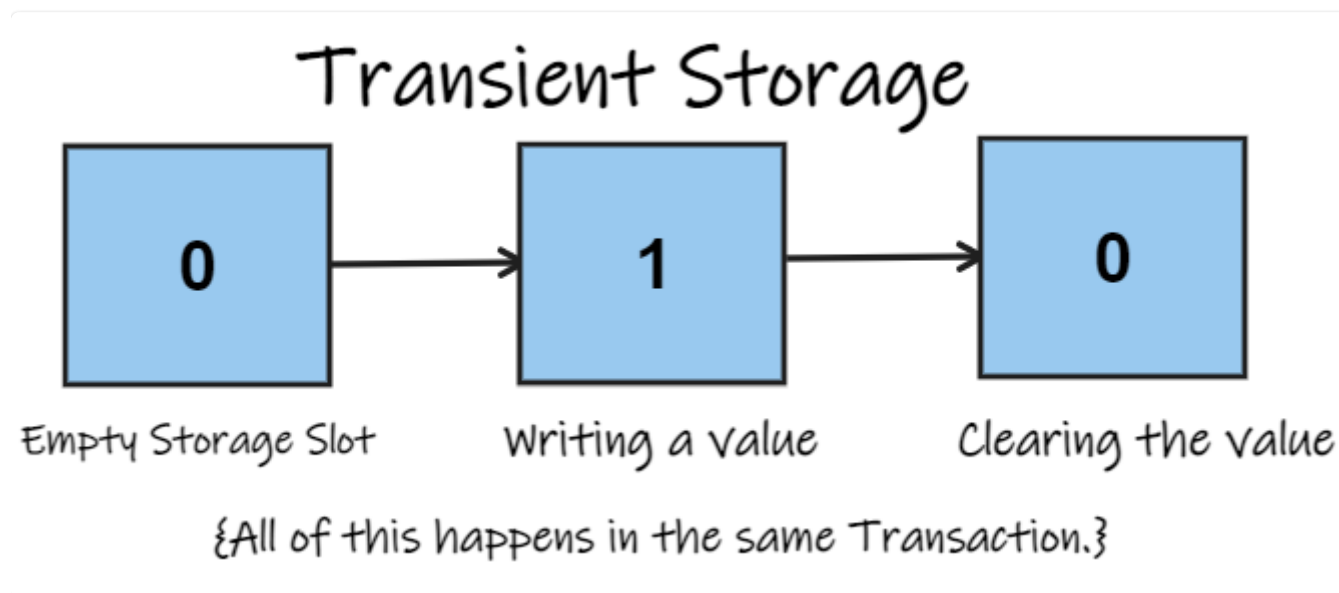 Transient Storage
0
1
0
Empty Storage Slot
Writing a value
Clearing the value
{All of this happens in the same Transaction.}